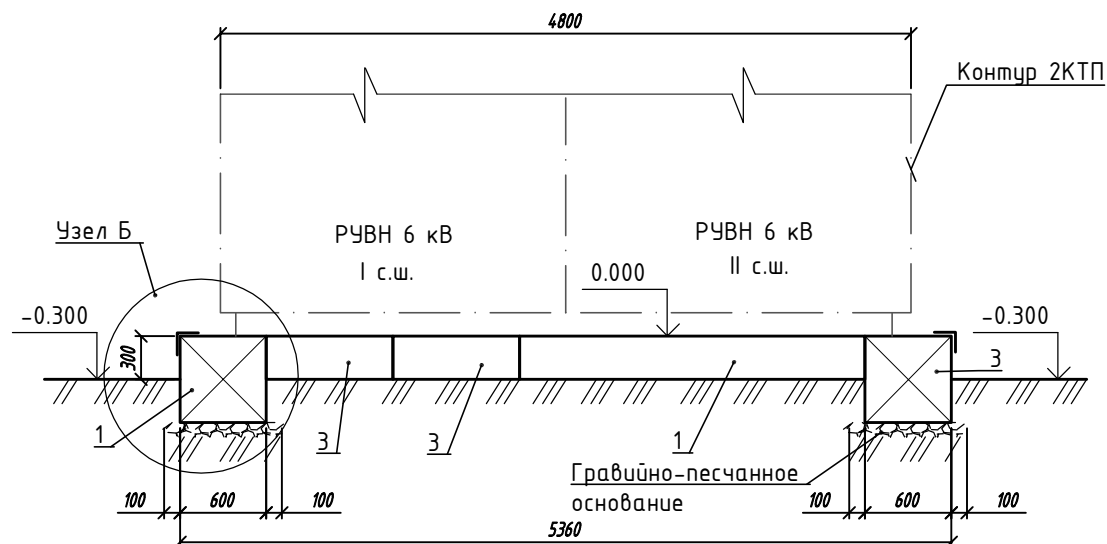 4800
Контур 2КТП
Узел Б
РУВН 6 кВ
I с.ш.
РУВН 6 кВ
II с.ш.
0.000
-0.300
-0.300
300
3
1
3
3
1
Гравийно-песчанное
основание
100
600
100
100
600
100
5360